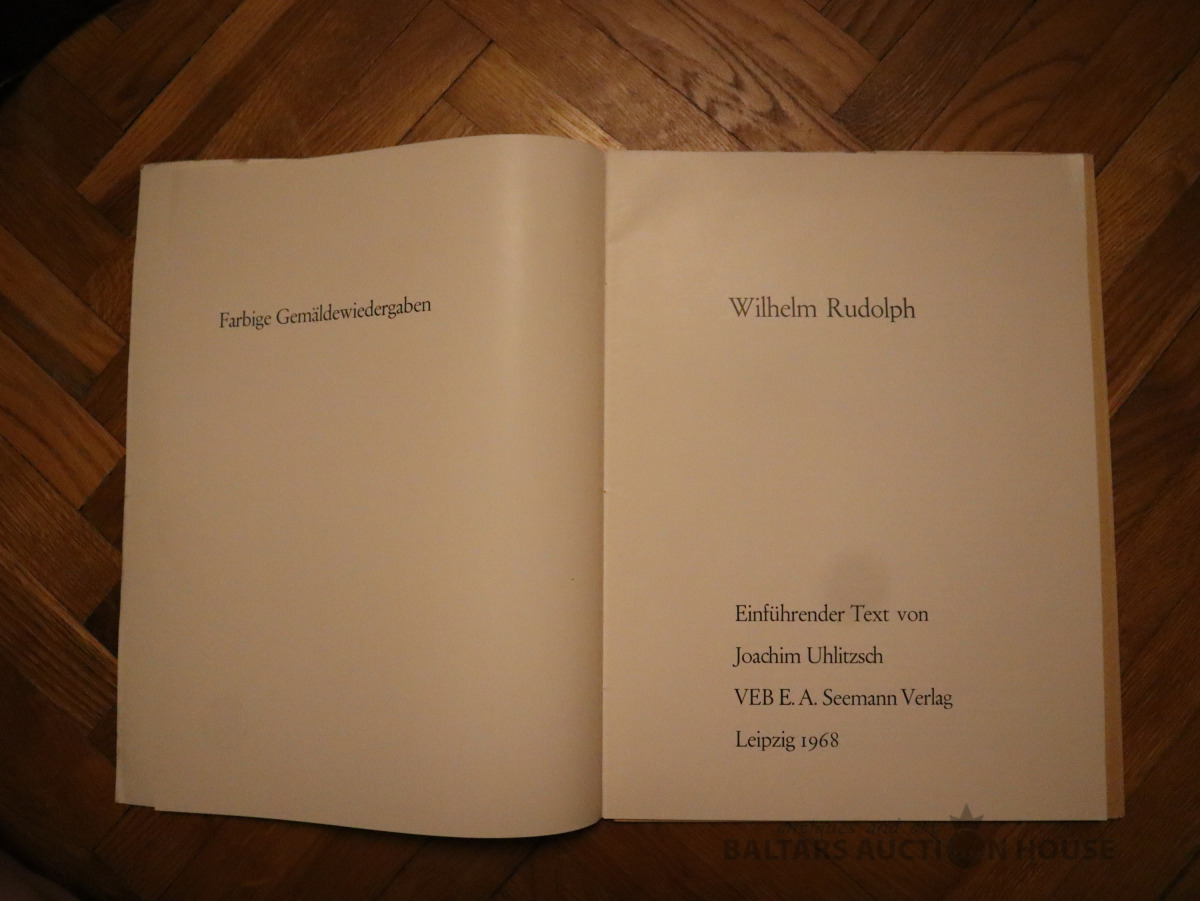 Farbige Gemäldewiedergaben
Wilhelm Rudolph
Einführender Text von
Joachim Uhlitzsch
VEB E. A. Seemann Verlag
Leipzig 1968
BALTARS AUCTION HOUSE